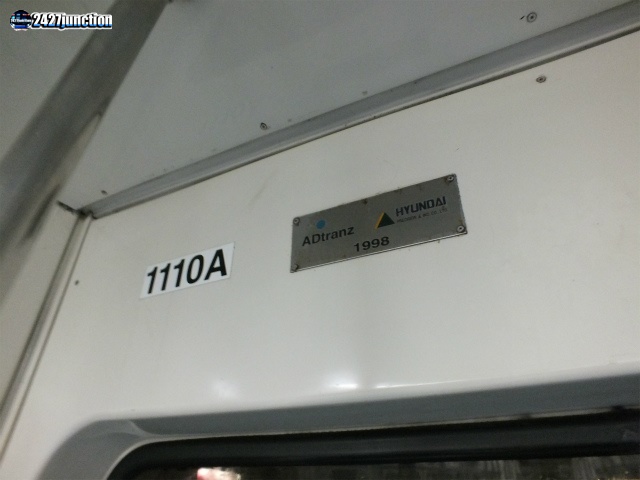 2427junction
ADtranz
HYUNDAI
1998
1110A